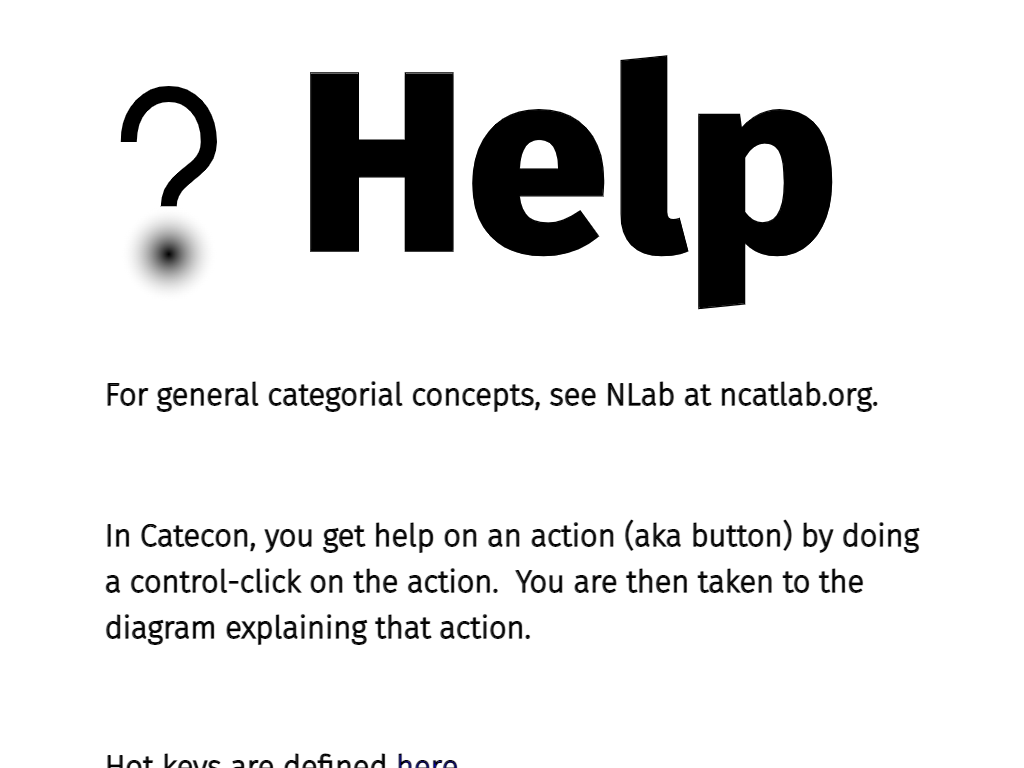 ? Help
For general categorial concepts, see NLab at ncatlab.org.
In Catecon, you get help on an action (aka button) by doing
a control-click on the action.  You are then taken to the
diagram explaining that action.
Hot keys are defined here